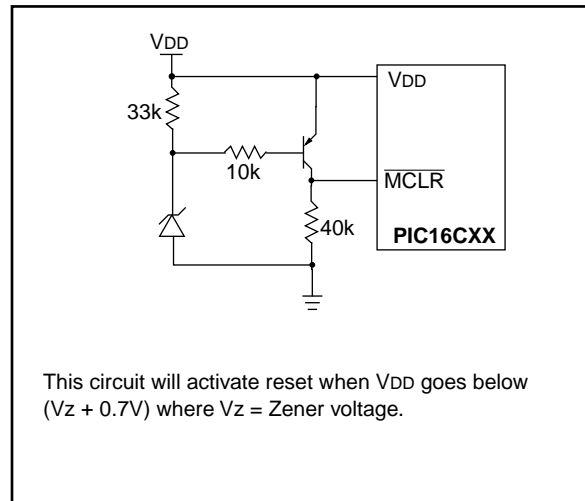 VDD
33k
10k
40k
VDD
MCLR
PIC16CXX
This circuit will activate reset when VDD goes below
(Vz + 0.7V) where Vz = Zener voltage.